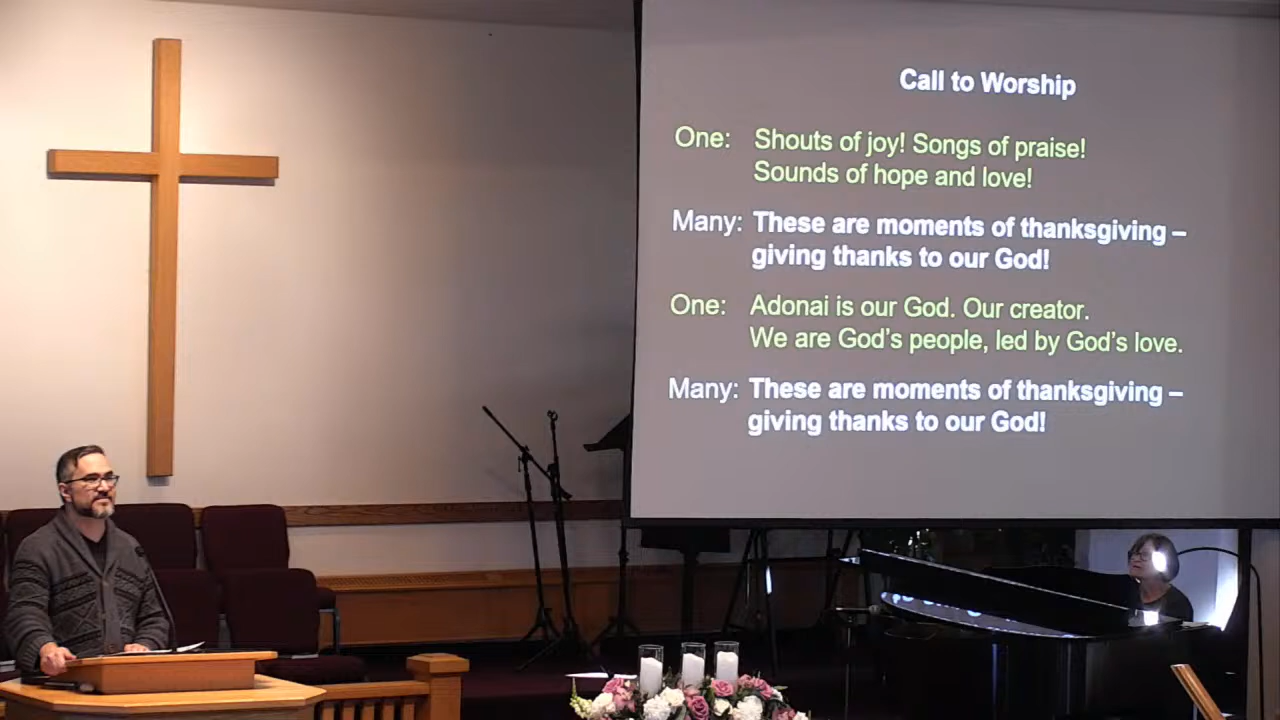 Call to Worship
One: Shouts of joy! Songs of praise!
Sounds of hope and love!
Many: These are moments of thanksgiving –
giving thanks to our God!
One: Adonai is our God. Our creator.
We are God's people, led by God's love.
Many: These are moments of thanksgiving –
giving thanks to our God!